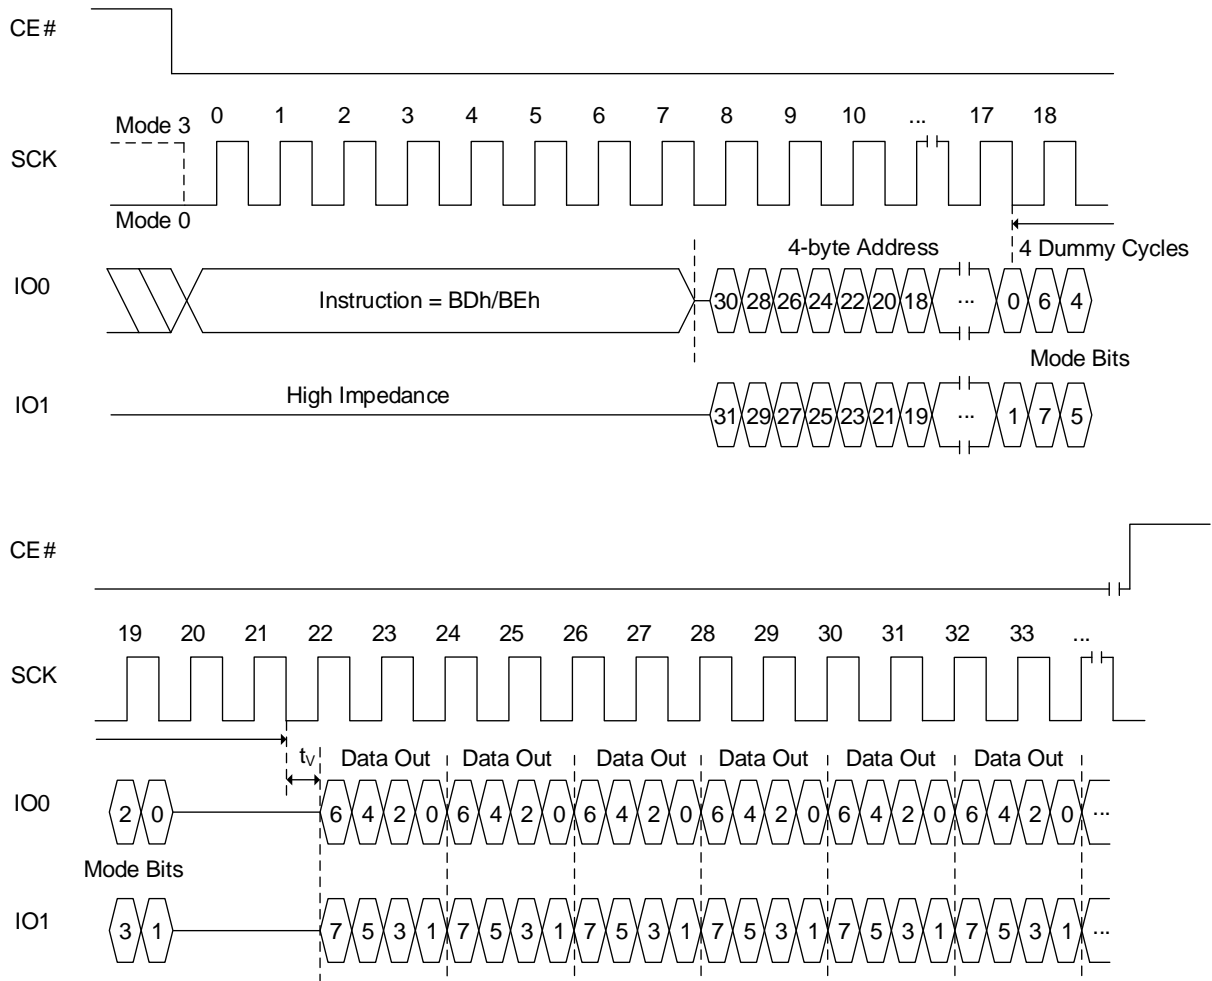 CE#
0 1 2 3 4 5 6 7 8 9 10 ... 17 18
Mode 3
SCK
Mode 0
4-byte Address 4 Dummy Cycles
IO0 Instruction = BDh/BEh 30 28 26 24 22 20 18 ... 0 6 4
Mode Bits
IO1 High Impedance 31 29 27 25 23 21 19 ... 1 7 5
CE#
19 20 21 22 23 24 25 26 27 28 29 30 31 32 33 ...
SCK
tV Data Out Data Out Data Out Data Out Data Out Data Out
IO0 2 0 6 4 2 0 6 4 2 0 6 4 2 0 6 4 2 0 6 4 2 0 6 4 2 0 ...
Mode Bits
IO1 3 1 7 5 3 1 7 5 3 1 7 5 3 1 7 5 3 1 7 5 3 1 7 5 3 1 ...